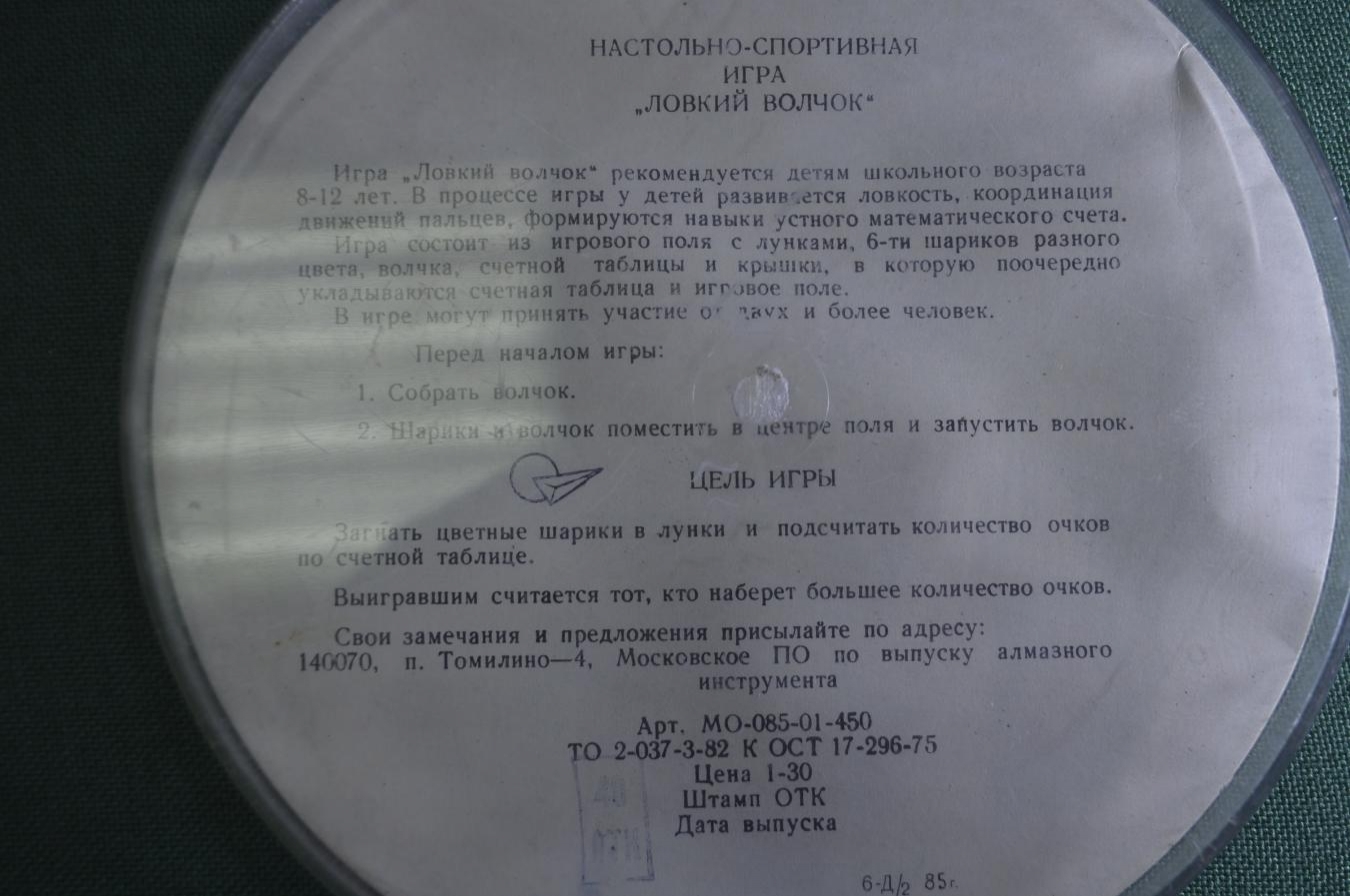 НАСТОЛЬНО-СПОРТИВНАЯ
ИГРА
„ЛОВКИЙ ВОЛЧОК“
Игра „Ловкий волчок“ рекомендуется детям школьного возраста
8-12 лет. В процессе игры у детей развивается ловкость, координация
движений пальцев, формируются навыки устного математического счета.
Игра состоит из игрового поля с лунками, 6-ти шариков разного
цвета, волчка, счетной таблицы и крышки, в которую поочередно
укладываются счетная таблица и игровое поле.
В игре могут принять участие от двух и более человек.
Перед началом игры:
1. Собрать волчок.
2. Шарики и волчок поместить в центре поля и запустить волчок.
ЦЕЛЬ ИГРЫ
Загнать цветные шарики в лунки и подсчитать количество очков
по счетной таблице.
Выигравшим считается тот, кто наберет большее количество очков.
Свои замечания и предложения присылайте по адресу:
140070, п. Томилино—4, Московское ПО по выпуску алмазного
инструмента
Арт. МО-085-01-450
ТО 2-037-3-82 К ОСТ 17-296-75
Цена 1-30
Штамп ОТК
Дата выпуска
40
ОТК
6-Д/2 85г.